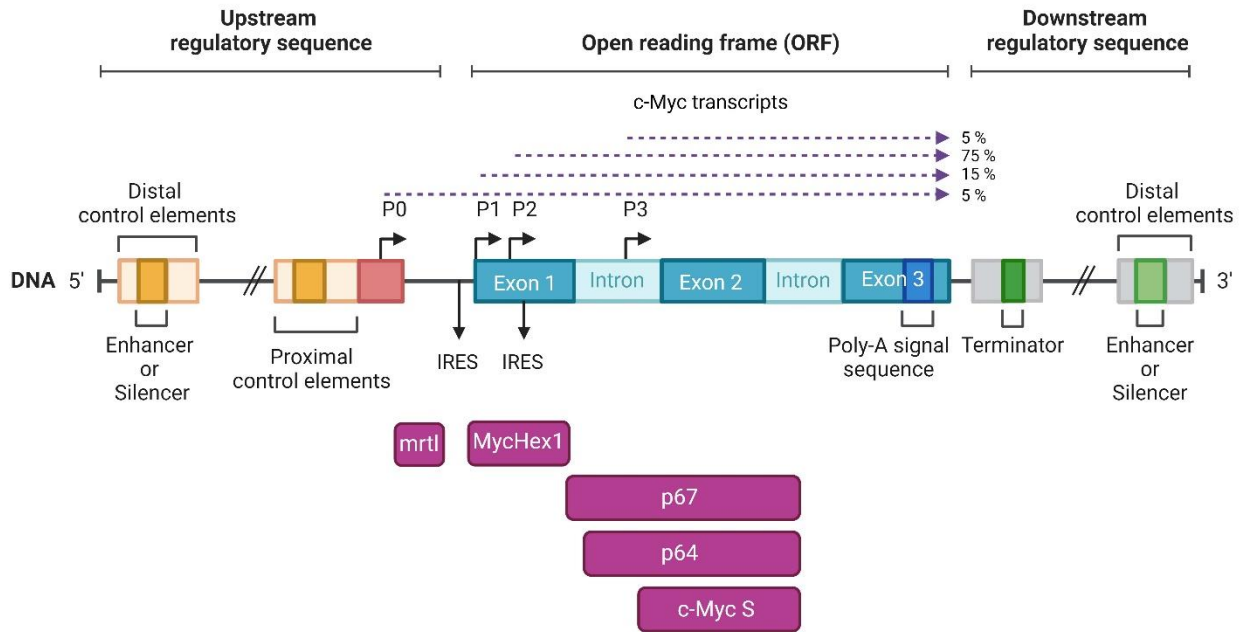 Upstream
regulatory sequence
Open reading frame (ORF)
Downstream
regulatory sequence
c-Myc transcripts
5 %
75 %
15 %
5 %
Distal
control elements
P0
P1
P2
P3
Distal
control elements
DNA 5'
Exon 1
Intron
Exon 2
Intron
Exon 3
3'
Enhancer
or
Silencer
Proximal
control elements
IRES
IRES
Poly-A signal
sequence
Terminator
Enhancer
or
Silencer
mrtl
MycHex1
p67
p64
c-Myc S